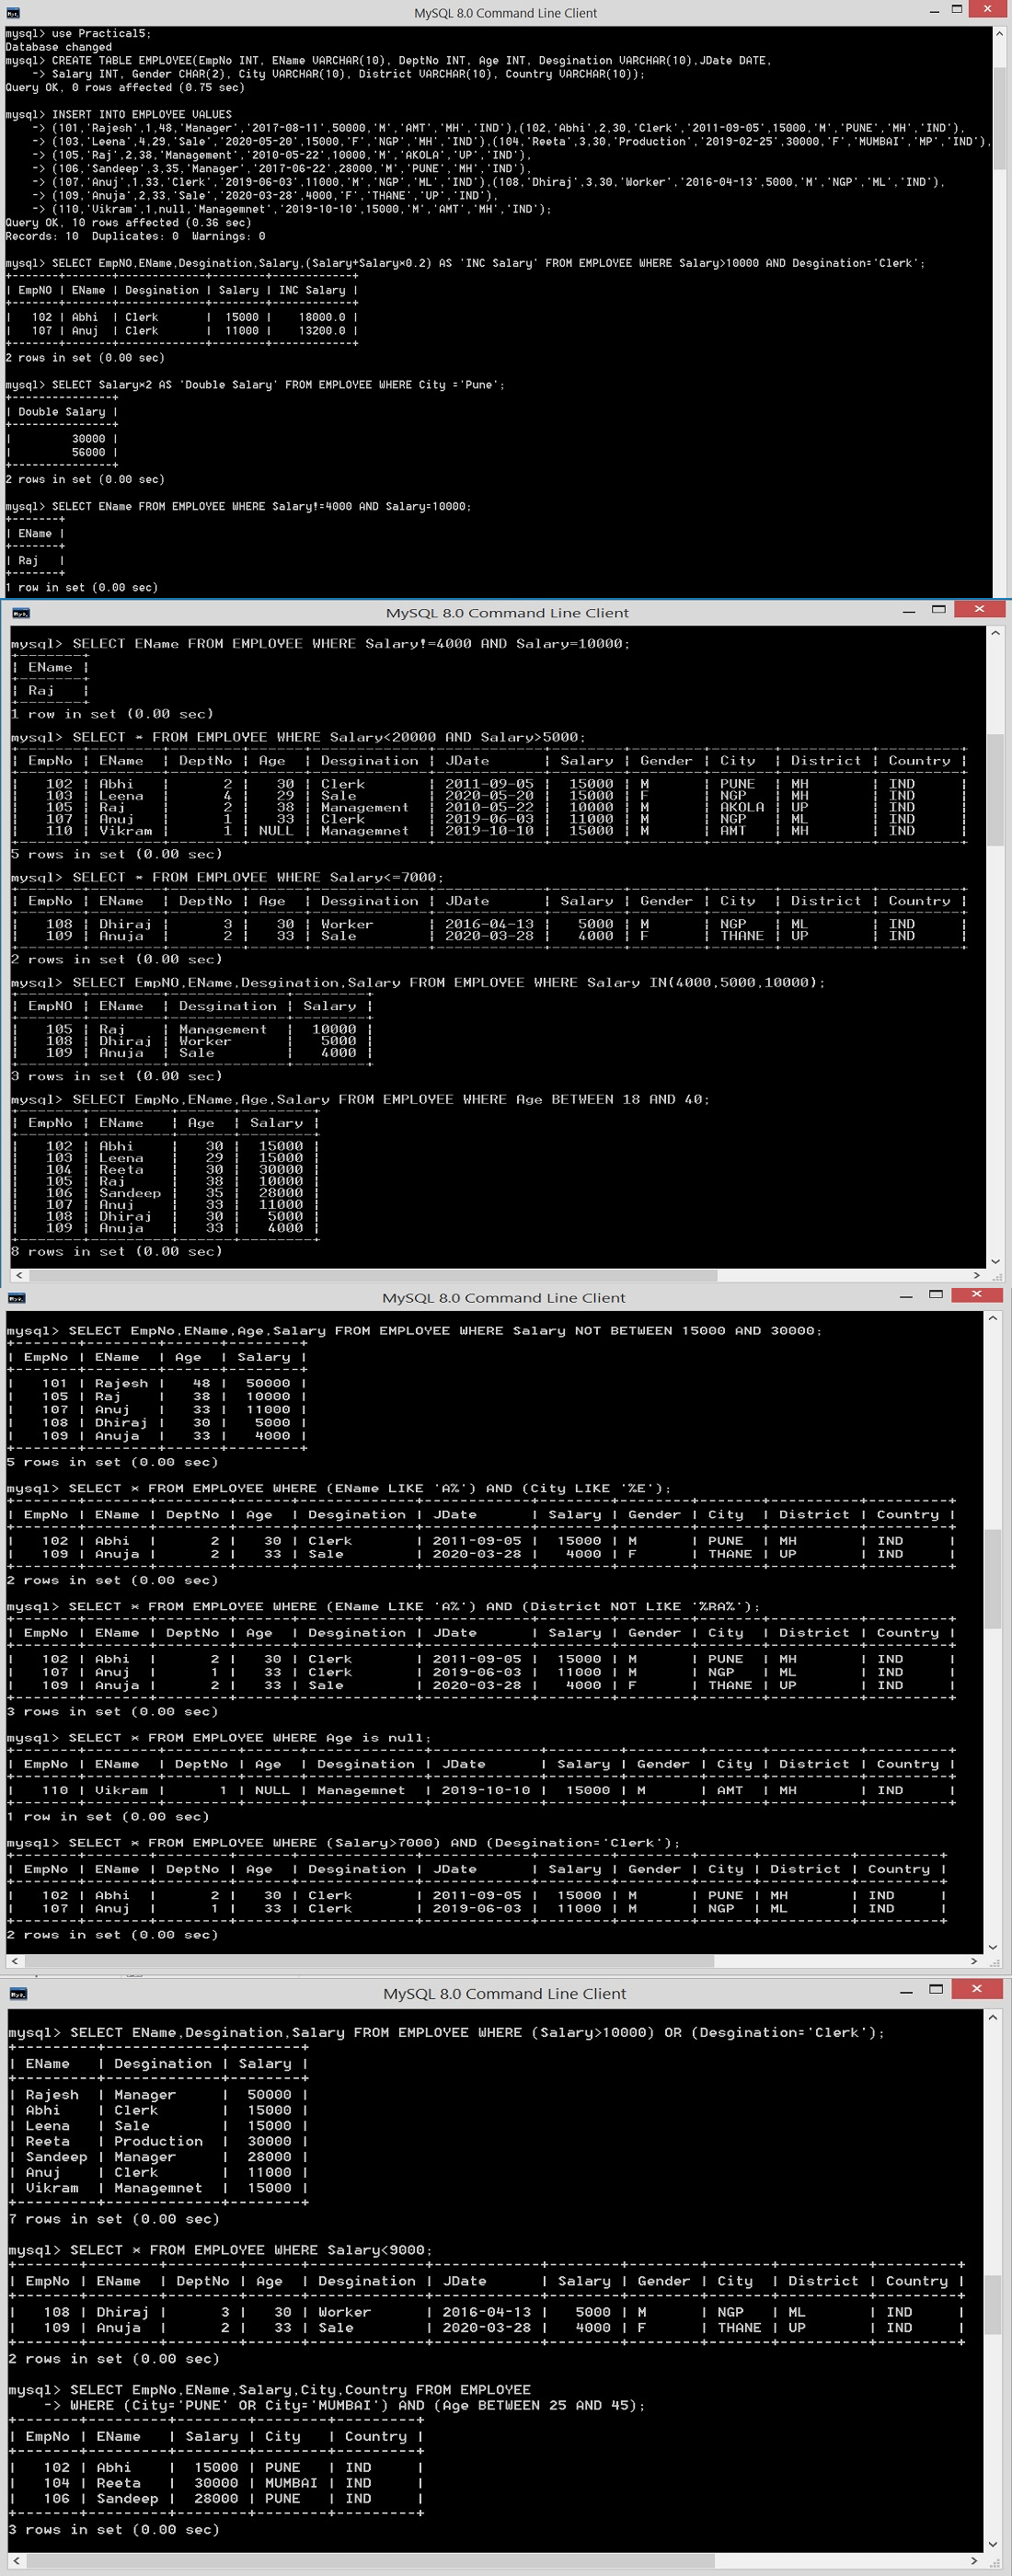 MySQL 8.0 Command Line Client
mysql> use Practical5;
Database changed
mysql> CREATE TABLE EMPLOYEE(EmpNo INT, EName VARCHAR(10), DeptNo INT, Age INT, Desgination VARCHAR(10),JDate DATE,
    -> Salary INT, Gender CHAR(2), City VARCHAR(10), District VARCHAR(10), Country VARCHAR(10));
Query OK, 0 rows affected (0.75 sec)
mysql> INSERT INTO EMPLOYEE VALUES
    -> (101,'Rajesh',1,48,'Manager','2017-08-11',50000,'M','AMT','MH','IND'),(102,'Abhi',2,30,'Clerk','2011-09-05',15000,'M','PUNE','MH','IND'),
    -> (103,'Leena',4,29,'Sale','2020-05-20',15000,'F','NGP','MH','IND'),(104,'Reeta',3,30,'Production','2019-02-25',30000,'F','MUMBAI','MP','IND'),
    -> (105,'Raj',2,38,'Management','2010-05-22',10000,'M','AKOLA','UP','IND'),
    -> (106,'Sandeep',3,35,'Manager','2017-06-22',28000,'M','PUNE','MH','IND'),
    -> (107,'Anuj',1,33,'Clerk','2019-06-03',11000,'M','NGP','ML','IND'),(108,'Dhiraj',3,30,'Worker','2016-04-13',5000,'M','NGP','ML','IND'),
    -> (109,'Anuja',2,33,'Sale','2020-03-28',4000,'F','THANE','UP','IND'),
    -> (110,'Vikram',1,null,'Managemnet','2019-10-10',15000,'M','AMT','MH','IND');
Query OK, 10 rows affected (0.36 sec)
Records: 10  Duplicates: 0  Warnings: 0
mysql> SELECT EmpNO,EName,Desgination,Salary,(Salary+Salary*0.2) AS 'INC Salary' FROM EMPLOYEE WHERE Salary>10000 AND Desgination='Clerk';
| EmpNO | EName | Desgination | Salary | INC Salary |
| 102 | Abhi | Clerk | 15000 | 18000.0 |
| 107 | Anuj | Clerk | 11000 | 13200.0 |
2 rows in set (0.00 sec)
mysql> SELECT Salary*2 AS 'Double Salary' FROM EMPLOYEE WHERE City ='Pune';
| Double Salary |
| 30000 |
| 56000 |
2 rows in set (0.00 sec)
mysql> SELECT EName FROM EMPLOYEE WHERE Salary!=4000 AND Salary=10000;
| EName |
| Raj |
1 row in set (0.00 sec)
MySQL 8.0 Command Line Client
mysql> SELECT EName FROM EMPLOYEE WHERE Salary!=4000 AND Salary=10000;
| EName |
| Raj |
1 row in set (0.00 sec)
mysql> SELECT * FROM EMPLOYEE WHERE Salary<20000 AND Salary>5000;
| EmpNo | EName | DeptNo | Age | Desgination | JDate | Salary | Gender | City | District | Country |
| 102 | Abhi | 2 | 30 | Clerk | 2011-09-05 | 15000 | M | PUNE | MH | IND |
| 103 | Leena | 4 | 29 | Sale | 2020-05-20 | 15000 | F | NGP | MH | IND |
| 105 | Raj | 2 | 38 | Management | 2010-05-22 | 10000 | M | AKOLA | UP | IND |
| 107 | Anuj | 1 | 33 | Clerk | 2019-06-03 | 11000 | M | NGP | ML | IND |
| 110 | Vikram | 1 | NULL | Managemnet | 2019-10-10 | 15000 | M | AMT | MH | IND |
5 rows in set (0.00 sec)
mysql> SELECT * FROM EMPLOYEE WHERE Salary<=7000;
| EmpNo | EName | DeptNo | Age | Desgination | JDate | Salary | Gender | City | District | Country |
| 108 | Dhiraj | 3 | 30 | Worker | 2016-04-13 | 5000 | M | NGP | ML | IND |
| 109 | Anuja | 2 | 33 | Sale | 2020-03-28 | 4000 | F | THANE | UP | IND |
2 rows in set (0.00 sec)
mysql> SELECT EmpNO,EName,Desgination,Salary FROM EMPLOYEE WHERE Salary IN(4000,5000,10000);
| EmpNO | EName | Desgination | Salary |
| 105 | Raj | Management | 10000 |
| 108 | Dhiraj | Worker | 5000 |
| 109 | Anuja | Sale | 4000 |
3 rows in set (0.00 sec)
mysql> SELECT EmpNo,EName,Age,Salary FROM EMPLOYEE WHERE Age BETWEEN 18 AND 40;
| EmpNo | EName | Age | Salary |
| 102 | Abhi | 30 | 15000 |
| 103 | Leena | 29 | 15000 |
| 104 | Reeta | 30 | 30000 |
| 105 | Raj | 38 | 10000 |
| 106 | Sandeep | 35 | 28000 |
| 107 | Anuj | 33 | 11000 |
| 108 | Dhiraj | 30 | 5000 |
| 109 | Anuja | 33 | 4000 |
8 rows in set (0.00 sec)
MySQL 8.0 Command Line Client
mysql> SELECT EmpNo,EName,Age,Salary FROM EMPLOYEE WHERE Salary NOT BETWEEN 15000 AND 30000;
| EmpNo | EName | Age | Salary |
| 101 | Rajesh | 48 | 50000 |
| 105 | Raj | 38 | 10000 |
| 107 | Anuj | 33 | 11000 |
| 108 | Dhiraj | 30 | 5000 |
| 109 | Anuja | 33 | 4000 |
5 rows in set (0.00 sec)
mysql> SELECT * FROM EMPLOYEE WHERE (EName LIKE 'A%') AND (City LIKE '%E');
| EmpNo | EName | DeptNo | Age | Desgination | JDate | Salary | Gender | City | District | Country |
| 102 | Abhi | 2 | 30 | Clerk | 2011-09-05 | 15000 | M | PUNE | MH | IND |
| 109 | Anuja | 2 | 33 | Sale | 2020-03-28 | 4000 | F | THANE | UP | IND |
2 rows in set (0.00 sec)
mysql> SELECT * FROM EMPLOYEE WHERE (EName LIKE 'A%') AND (District NOT LIKE '%RA%');
| EmpNo | EName | DeptNo | Age | Desgination | JDate | Salary | Gender | City | District | Country |
| 102 | Abhi | 2 | 30 | Clerk | 2011-09-05 | 15000 | M | PUNE | MH | IND |
| 107 | Anuj | 1 | 33 | Clerk | 2019-06-03 | 11000 | M | NGP | ML | IND |
| 109 | Anuja | 2 | 33 | Sale | 2020-03-28 | 4000 | F | THANE | UP | IND |
3 rows in set (0.00 sec)
mysql> SELECT * FROM EMPLOYEE WHERE Age is null;
| EmpNo | EName | DeptNo | Age | Desgination | JDate | Salary | Gender | City | District | Country |
| 110 | Vikram | 1 | NULL | Managemnet | 2019-10-10 | 15000 | M | AMT | MH | IND |
1 row in set (0.00 sec)
mysql> SELECT * FROM EMPLOYEE WHERE (Salary>7000) AND (Desgination='Clerk');
| EmpNo | EName | DeptNo | Age | Desgination | JDate | Salary | Gender | City | District | Country |
| 102 | Abhi | 2 | 30 | Clerk | 2011-09-05 | 15000 | M | PUNE | MH | IND |
| 107 | Anuj | 1 | 33 | Clerk | 2019-06-03 | 11000 | M | NGP | ML | IND |
2 rows in set (0.00 sec)
MySQL 8.0 Command Line Client
mysql> SELECT EName,Desgination,Salary FROM EMPLOYEE WHERE (Salary>10000) OR (Desgination='Clerk');
| EName | Desgination | Salary |
| Rajesh | Manager | 50000 |
| Abhi | Clerk | 15000 |
| Leena | Sale | 15000 |
| Reeta | Production | 30000 |
| Sandeep | Manager | 28000 |
| Anuj | Clerk | 11000 |
| Vikram | Managemnet | 15000 |
7 rows in set (0.00 sec)
mysql> SELECT * FROM EMPLOYEE WHERE Salary<9000;
| EmpNo | EName | DeptNo | Age | Desgination | JDate | Salary | Gender | City | District | Country |
| 108 | Dhiraj | 3 | 30 | Worker | 2016-04-13 | 5000 | M | NGP | ML | IND |
| 109 | Anuja | 2 | 33 | Sale | 2020-03-28 | 4000 | F | THANE | UP | IND |
2 rows in set (0.00 sec)
mysql> SELECT EmpNo,EName,Salary,City,Country FROM EMPLOYEE
    -> WHERE (City='PUNE' OR City='MUMBAI') AND (Age BETWEEN 25 AND 45);
| EmpNo | EName | Salary | City | Country |
| 102 | Abhi | 15000 | PUNE | IND |
| 104 | Reeta | 30000 | MUMBAI | IND |
| 106 | Sandeep | 28000 | PUNE | IND |
3 rows in set (0.00 sec)